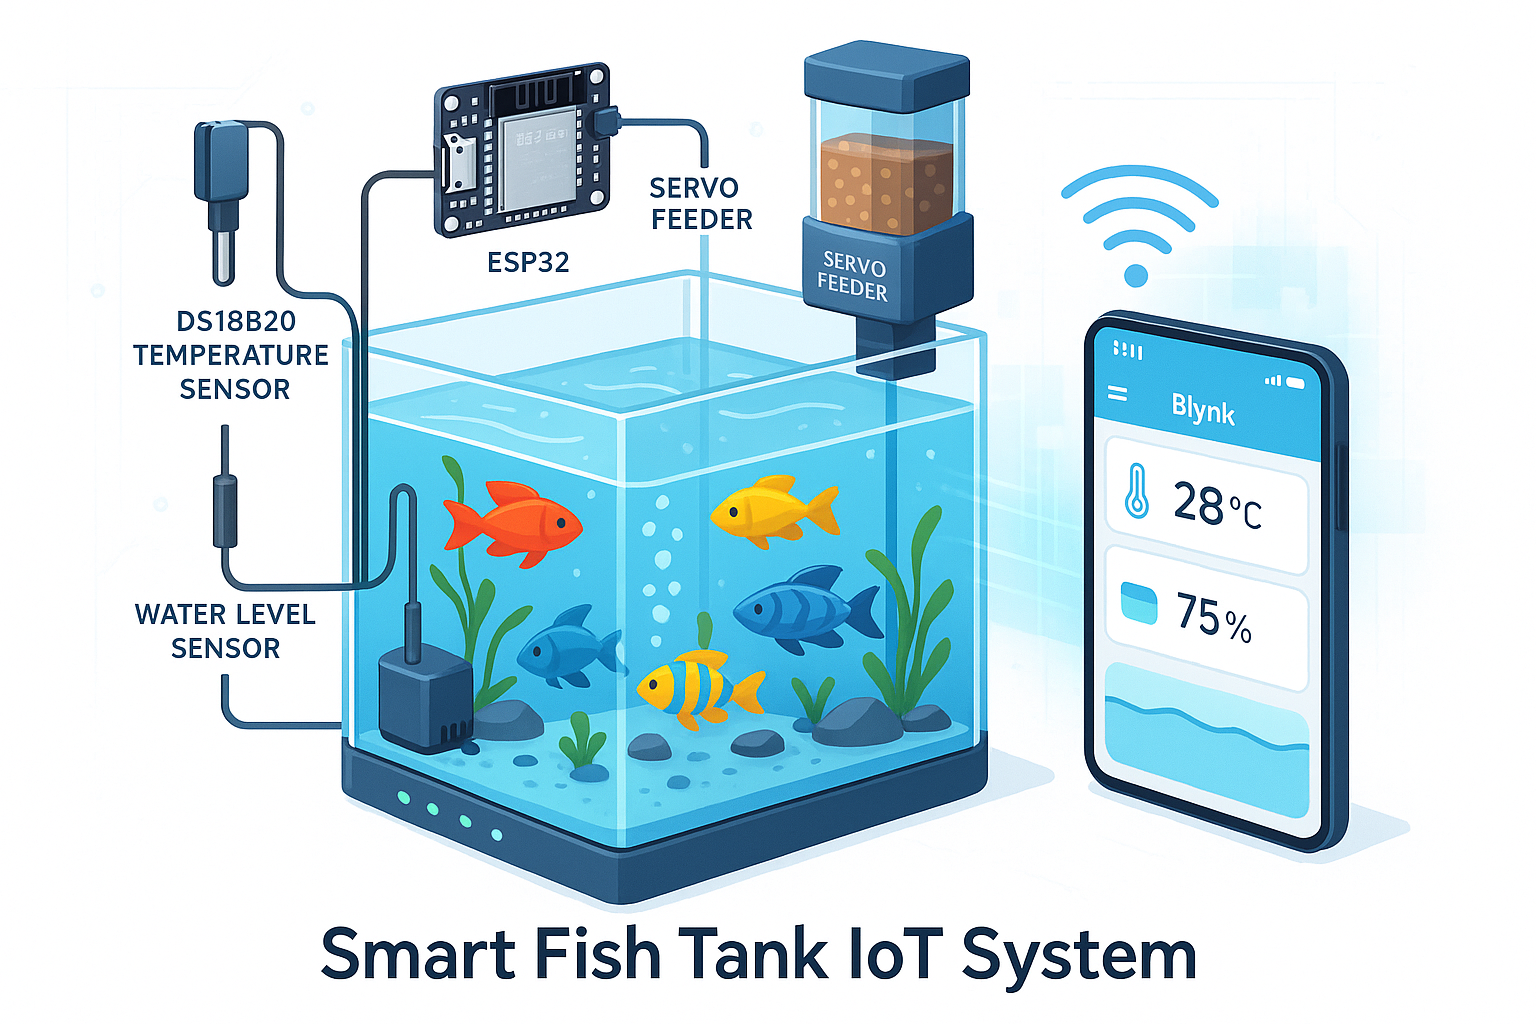 SERVO
FEEDER
ESP32
SERVO
FEEDER
DS18B20
TEMPERATURE
SENSOR
Blynk
28°C
75%
WATER LEVEL
SENSOR
Smart Fish Tank IoT System